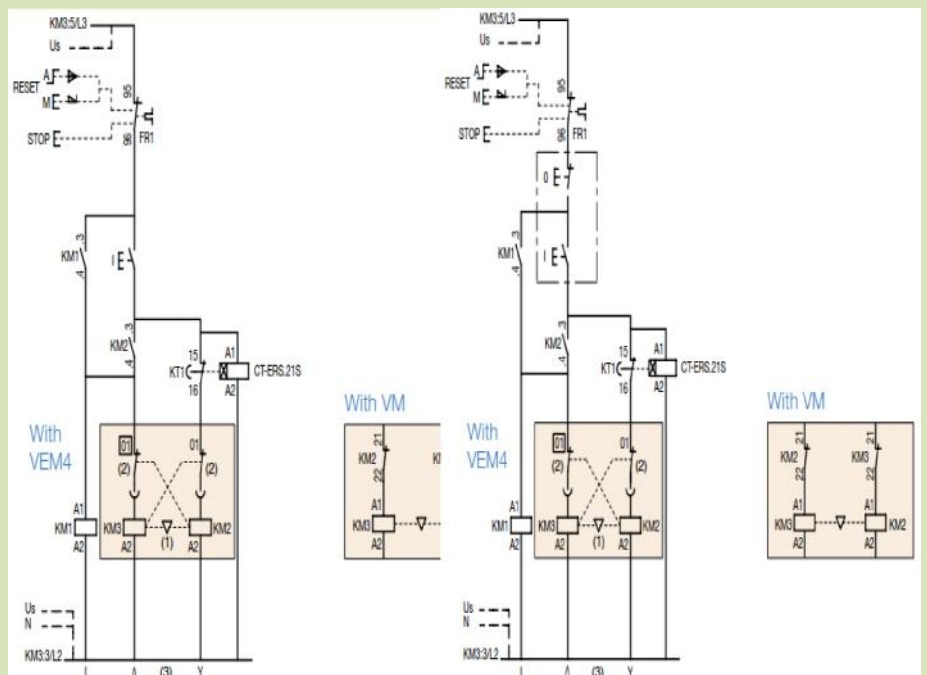 KM3:5/L3
Us
A
RESET
M
STOP
95
96
FR1
KM1
.3
.4
I
KM2
.3
.4
15
KT1
16
A1
A2
CT-ERS.21S
With
VEM4
01
(2)
01
(2)
A1
KM1
A2
KM3
A2
(1)
KM2
A2
With VM
KM2
21
22
A1
KM3
A2
Us
N
KM3:3/L2
(3)
Y
KM3:5/L3
Us
A
RESET
M
STOP
95
96
FR1
O
KM1
.3
.4
I
KM2
.3
.4
15
KT1
16
A1
A2
CT-ERS.21S
With
VEM4
01
(2)
01
(2)
A1
KM1
A2
KM3
A2
(1)
KM2
A2
With VM
KM2
21
22
KM3
21
22
A1
KM3
A2
A1
KM2
A2
Us
N
KM3:3/L2
(3)
Y